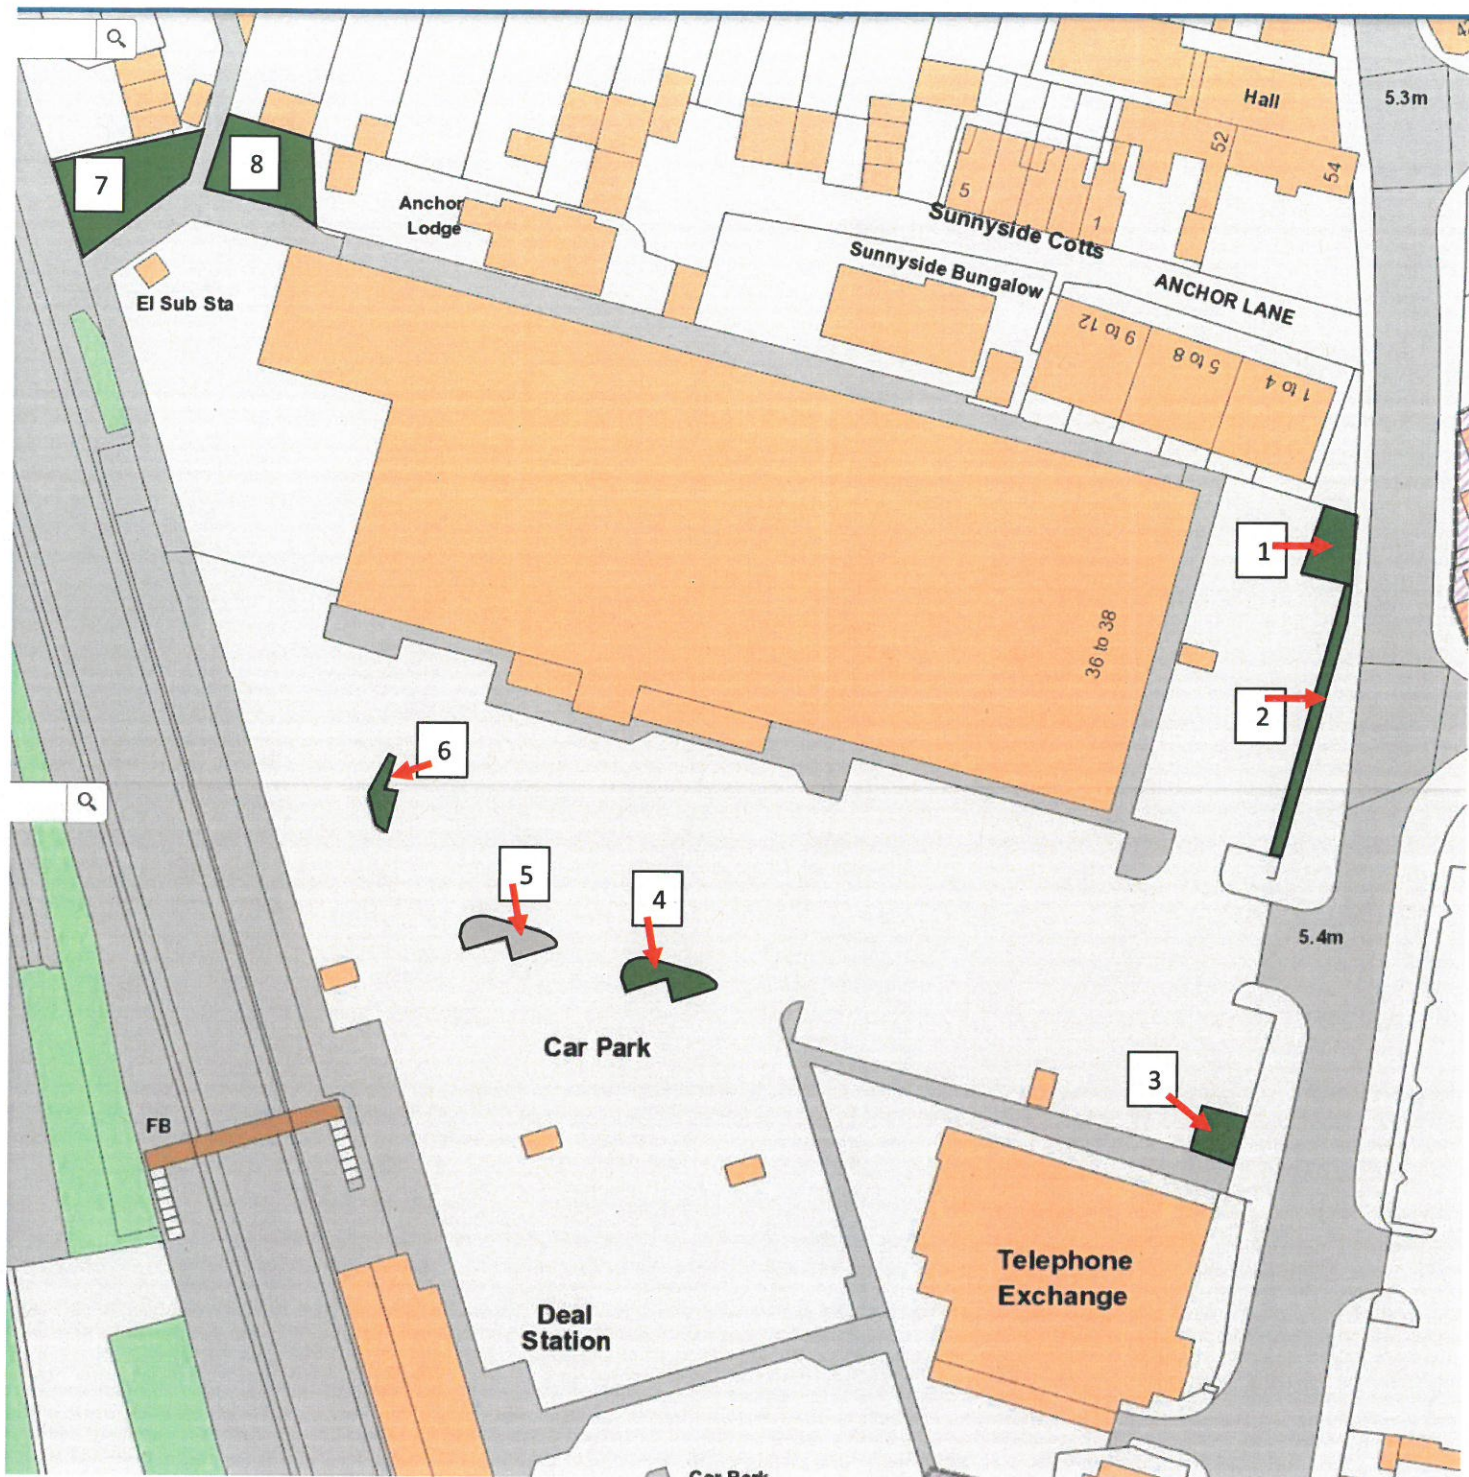 Hall
5.3m
52
54
7
8
Anchor
Lodge
5
1
Sunnyside Cotts
Sunnyside Bungalow
ANCHOR LANE
El Sub Sta
9 to 12
5 to 8
1 to 4
1
36 to 38
2
6
5
4
5.4m
Car Park
3
FB
Telephone
Exchange
Deal
Station
Car Park